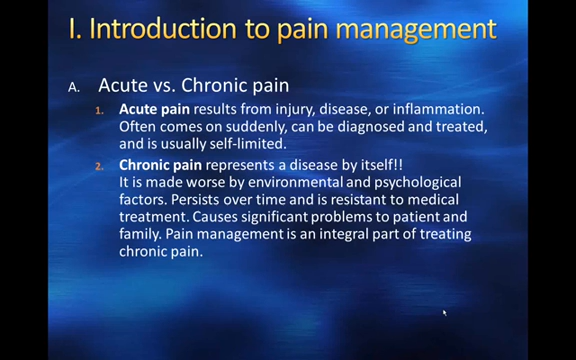 I. Introduction to pain management
A. Acute vs. Chronic pain
1. Acute pain results from injury, disease, or inflammation.
Often comes on suddenly, can be diagnosed and treated,
and is usually self-limited.
2. Chronic pain represents a disease by itself!!
It is made worse by environmental and psychological
factors. Persists over time and is resistant to medical
treatment. Causes significant problems to patient and
family. Pain management is an integral part of treating
chronic pain.